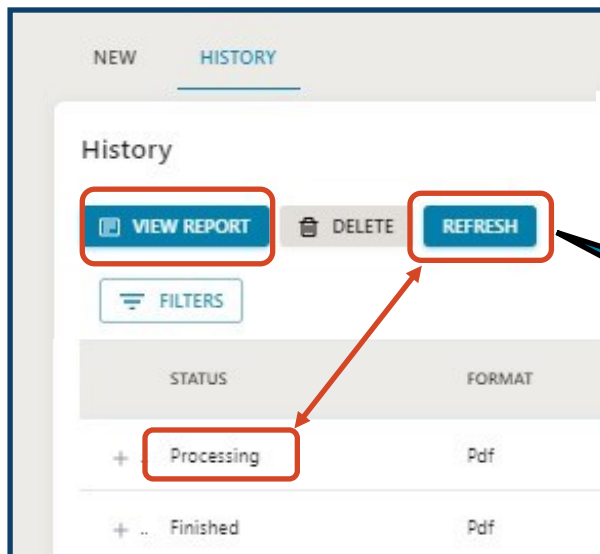 NEW HISTORY
History
VIEW REPORT DELETE REFRESH
FILTERS
STATUS FORMAT
+ .. Processing Pdf
+ .. Finished Pdf